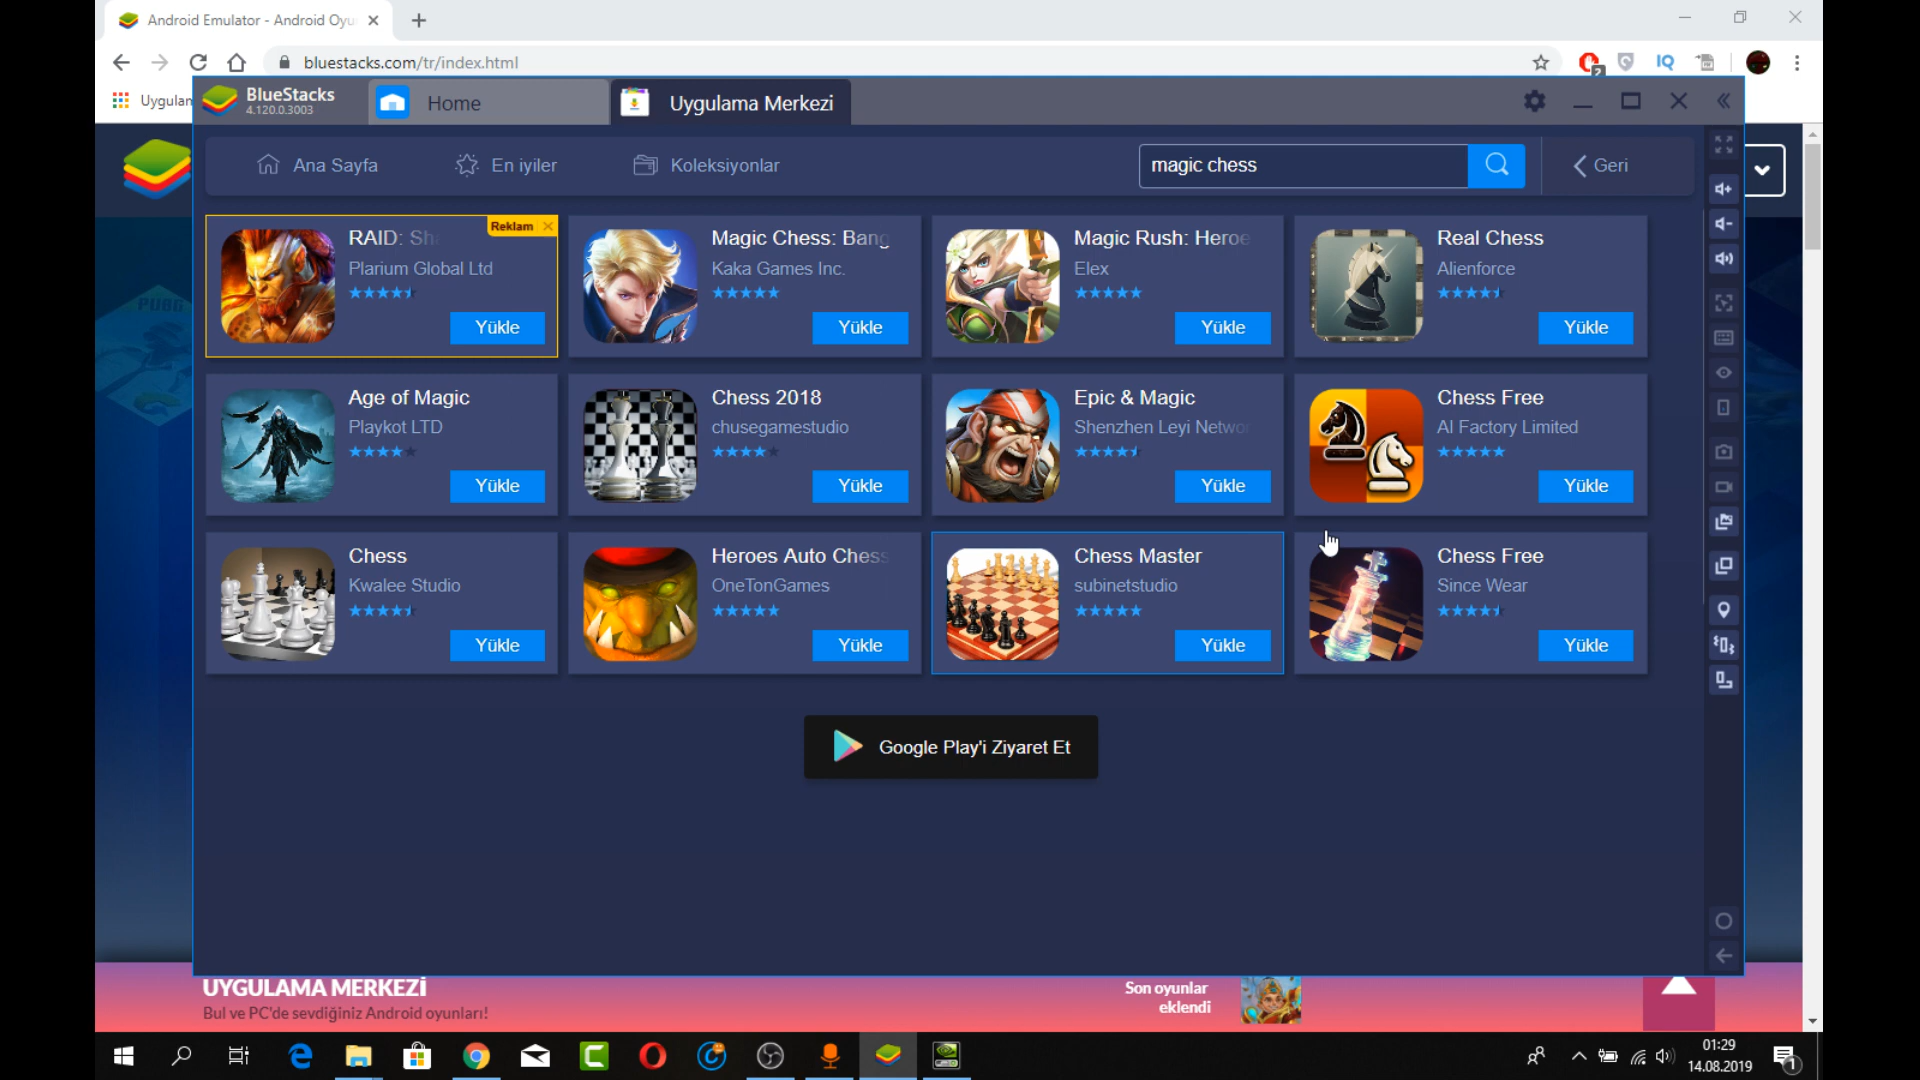 Android Emulator - Android Oyu
bluestacks.com/tr/index.html
IQ
2
Uygulan
BlueStacks
4.120.0.3003
Home
Uygulama Merkezi
Ana Sayfa
En iyiler
Koleksiyonlar
magic chess
Geri
PUBG
Reklam
RAID: Sha
Plarium Global Ltd
Yükle
Magic Chess: Bang
Kaka Games Inc.
Yükle
Magic Rush: Heroe
Elex
Yükle
Real Chess
Alienforce
Yükle
Age of Magic
Playkot LTD
Yükle
Chess 2018
chusegamestudio
Yükle
Epic & Magic
Shenzhen Leyi Netwo
Yükle
Chess Free
AI Factory Limited
Yükle
Chess
Kwalee Studio
Yükle
Heroes Auto Chess
OneTonGames
Yükle
Chess Master
subinetstudio
Yükle
Chess Free
Since Wear
Yükle
Google Play'i Ziyaret Et
UYGULAMA MERKEZİ
Bul ve PC'de sevdiğiniz Android oyunları!
Son oyunlar
eklendi
01:29
14.08.2019
1